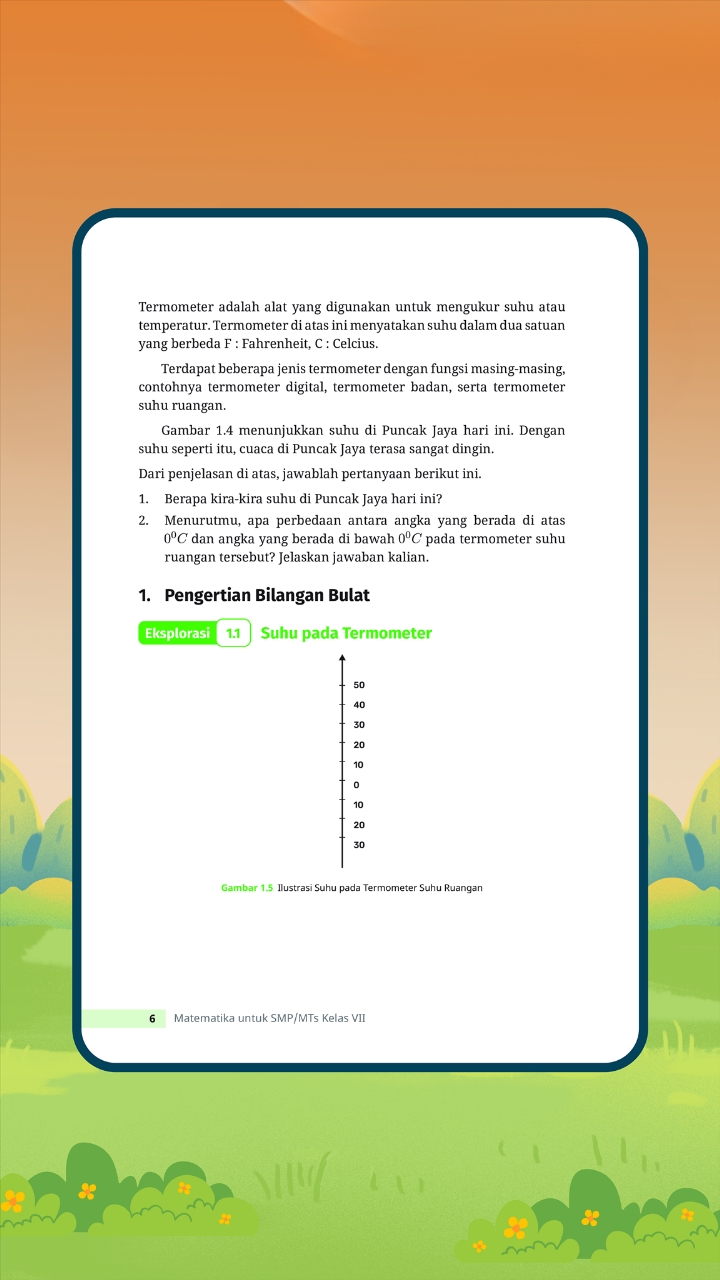 Termometer adalah alat yang digunakan untuk mengukur suhu atau
temperatur. Termometer di atas ini menyatakan suhu dalam dua satuan
yang berbeda F : Fahrenheit, C : Celcius.
Terdapat beberapa jenis termometer dengan fungsi masing-masing,
contohnya termometer digital, termometer badan, serta termometer
suhu ruangan.
Gambar 1.4 menunjukkan suhu di Puncak Jaya hari ini. Dengan
suhu seperti itu, cuaca di Puncak Jaya terasa sangat dingin.
Dari penjelasan di atas, jawablah pertanyaan berikut ini.
1. Berapa kira-kira suhu di Puncak Jaya hari ini?
2. Menurutmu, apa perbedaan antara angka yang berada di atas
0⁰C dan angka yang berada di bawah 0⁰C pada termometer suhu
ruangan tersebut? Jelaskan jawaban kalian.
1. Pengertian Bilangan Bulat
Eksplorasi 1.1 Suhu pada Termometer
50
40
30
20
10
0
10
20
30
Gambar 1.5 Ilustrasi Suhu pada Termometer Suhu Ruangan
6 Matematika untuk SMP/MTs Kelas VII